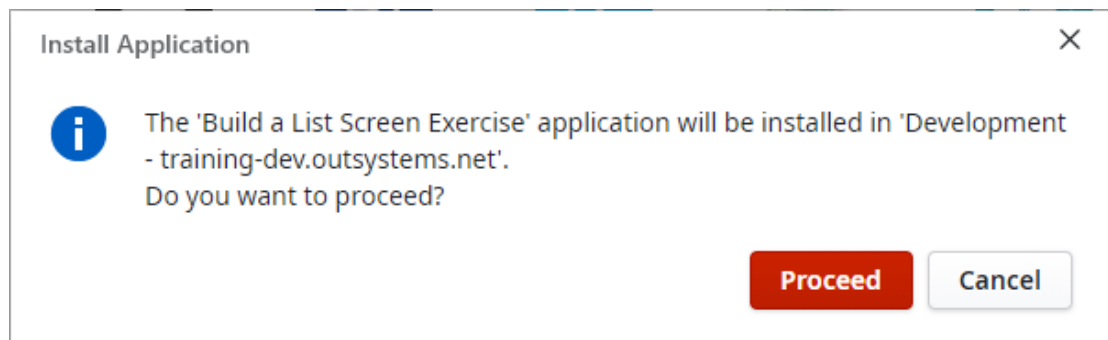 Install Application
The 'Build a List Screen Exercise' application will be installed in 'Development
- training-dev.outsystems.net'.
Do you want to proceed?
Proceed
Cancel